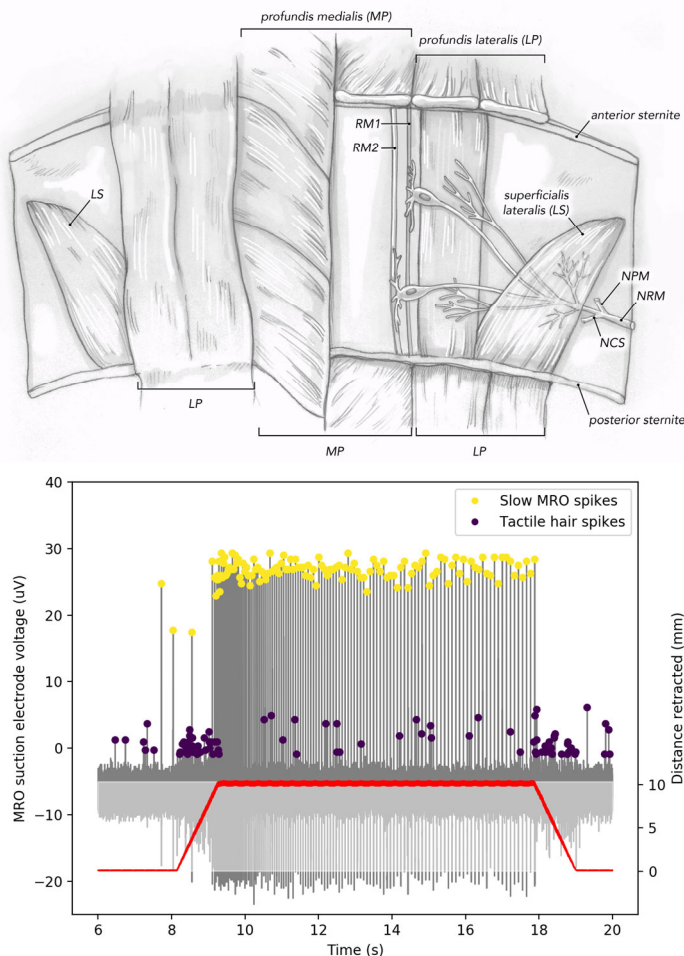 profundis medialis (MP)
profundis lateralis (LP)
anterior sternite
RM1
RM2
LS
superficialis
lateralis (LS)
NPM
NRM
NCS
LP
posterior sternite
MP
LP
40
30
20
10
0
−10
−20
MRO suction electrode voltage (uV)
Slow MRO spikes
Tactile hair spikes
10
5
0
Distance retracted (mm)
6
8
10
12
14
16
18
20
Time (s)